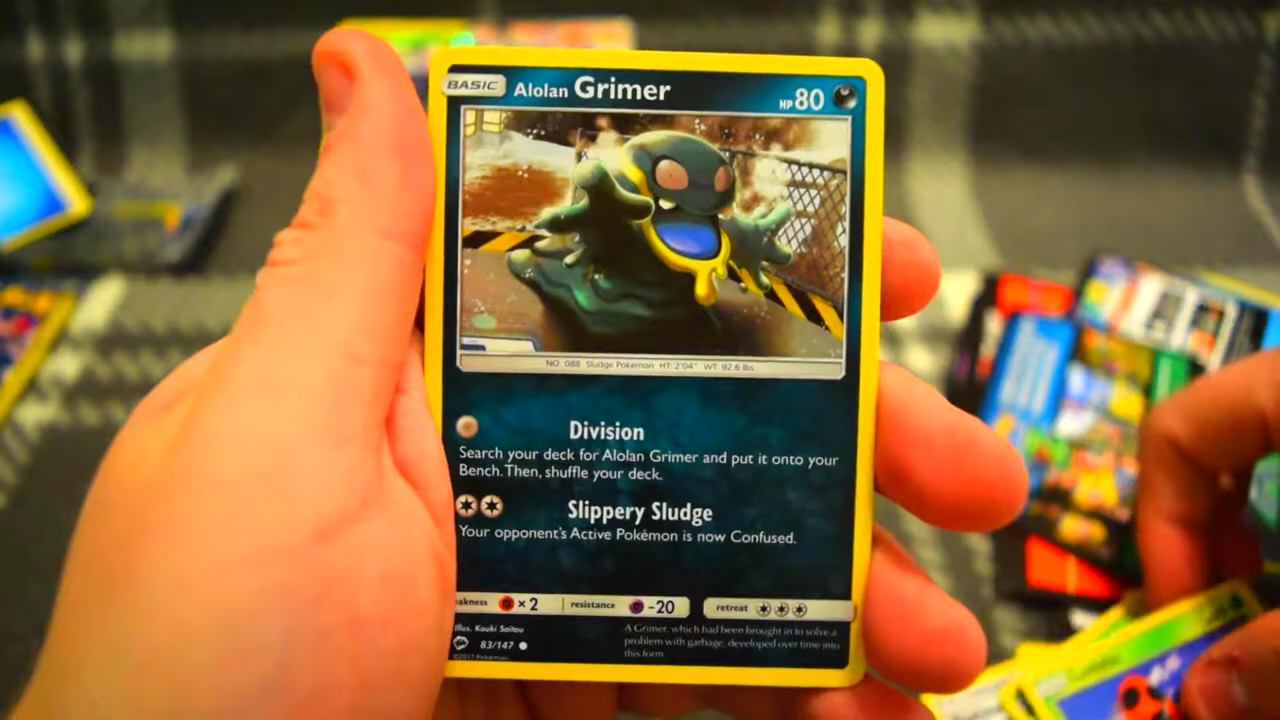 BASIC Alolan Grimer HP 80
NO. 088 Sludge Pokémon HT: 2'04" WT: 92.6 lbs.
Division
Search your deck for Alolan Grimer and put it onto your
Bench. Then, shuffle your deck.
Slippery Sludge
Your opponent's Active Pokémon is now Confused.
akness ×2 resistance -20 retreat
Illus. Kouki Saitou
83/147
©2017 Pokémon
A Grimer, which had been brought in to solve a
problem with garbage, developed over time into
this form.